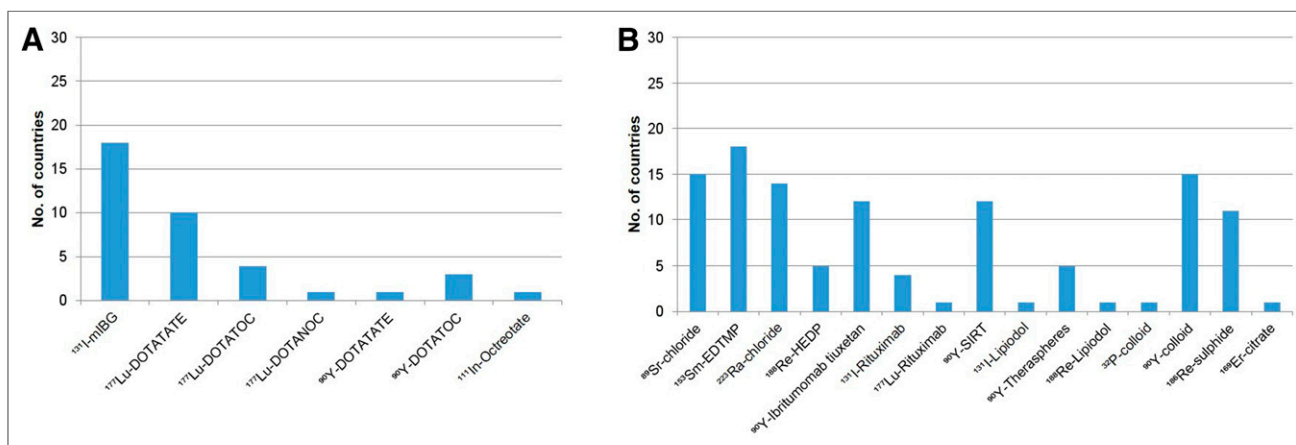 A
No. of countries
30
25
20
15
10
5
0
¹³¹I-mIBG
¹⁷⁷Lu-DOTATATE
¹⁷⁷Lu-DOTATOC
¹⁷⁷Lu-DOTANOC
⁹⁰Y-DOTATATE
⁹⁰Y-DOTATOC
¹¹¹In-Octreotate
B
No. of countries
30
25
20
15
10
5
0
⁸⁹Sr-chloride
¹⁵³Sm-EDTMP
²²³Ra-chloride
¹⁸⁸Re-HEDP
⁹⁰Y-Ibritumomab tiuxetan
¹³¹I-Rituximab
¹⁷⁷Lu-Rituximab
⁹⁰Y-SIRT
¹³¹I-Lipiodol
⁹⁰Y-Theraspheres
¹⁸⁸Re-Lipiodol
³²P-colloid
⁹⁰Y-colloid
¹⁸⁶Re-sulphide
¹⁶⁹Er-citrate